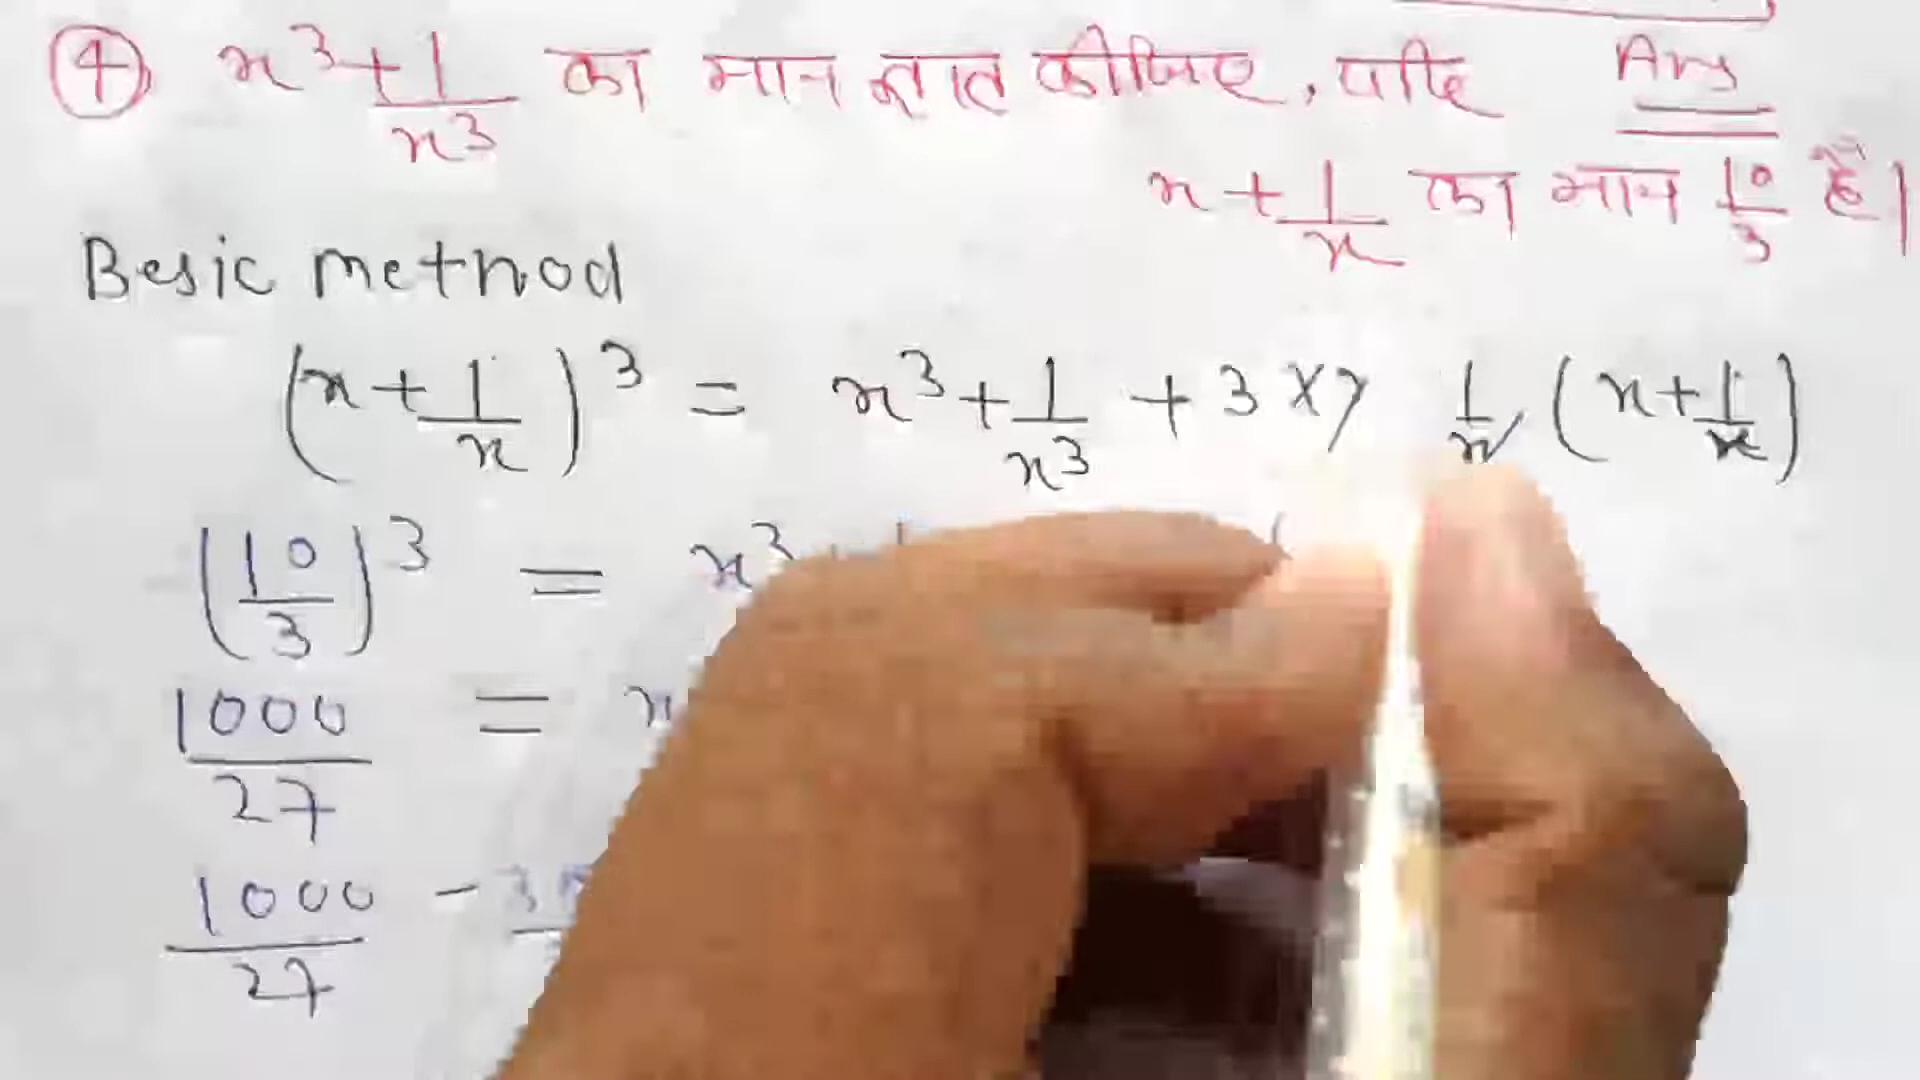 ④ x³ + 1/x³ का मान ज्ञात कीजिए, यदि Ans
x + 1/x का मान 10/3 है।
Besic method
(x + 1/x)³ = x³ + 1/x³ + 3 × x 1/x (x + 1/x)
(10/3)³ = x³ +
1000/27 = x
1000/27 - 3